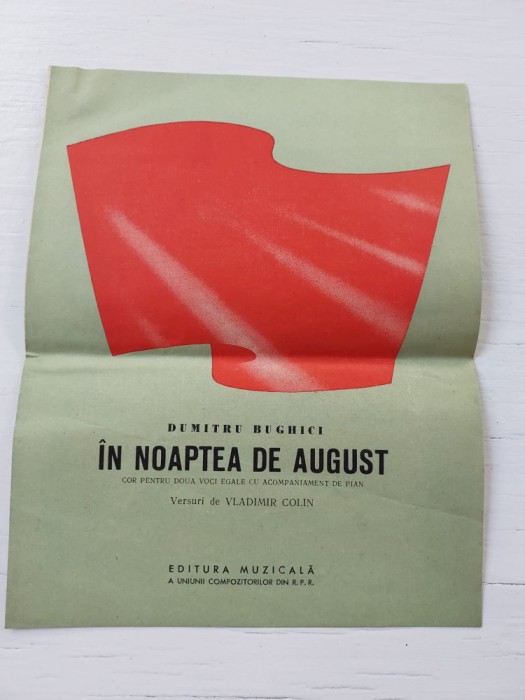 DUMITRU BUGHICI
ÎN NOAPTEA DE AUGUST
COR PENTRU DOUA VOCI EGALE CU ACOMPANIAMENT DE PIAN
Versuri de VLADIMIR COLIN
EDITURA MUZICALĂ
A UNIUNII COMPOZITORILOR DIN R. P. R.